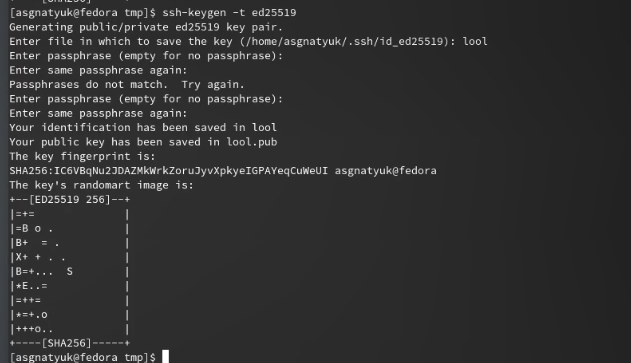 +----[SHA256]-----+
[asgnatyuk@fedora tmp]$ ssh-keygen -t ed25519
Generating public/private ed25519 key pair.
Enter file in which to save the key (/home/asgnatyuk/.ssh/id_ed25519): lool
Enter passphrase (empty for no passphrase):
Enter same passphrase again:
Passphrases do not match.  Try again.
Enter passphrase (empty for no passphrase):
Enter same passphrase again:
Your identification has been saved in lool
Your public key has been saved in lool.pub
The key fingerprint is:
SHA256:IC6VBqNu2JDAZMkWrkZoruJyvXpkyeIGPAYeqCuWeUI asgnatyuk@fedora
The key's randomart image is:
+--[ED25519 256]--+
|=+=              |
|=B o .           |
|B+  = .          |
|X+ + . .         |
|B=+...  S        |
|*E..=            |
|=++=             |
|*=+.o            |
|+++o..           |
+----[SHA256]-----+
[asgnatyuk@fedora tmp]$